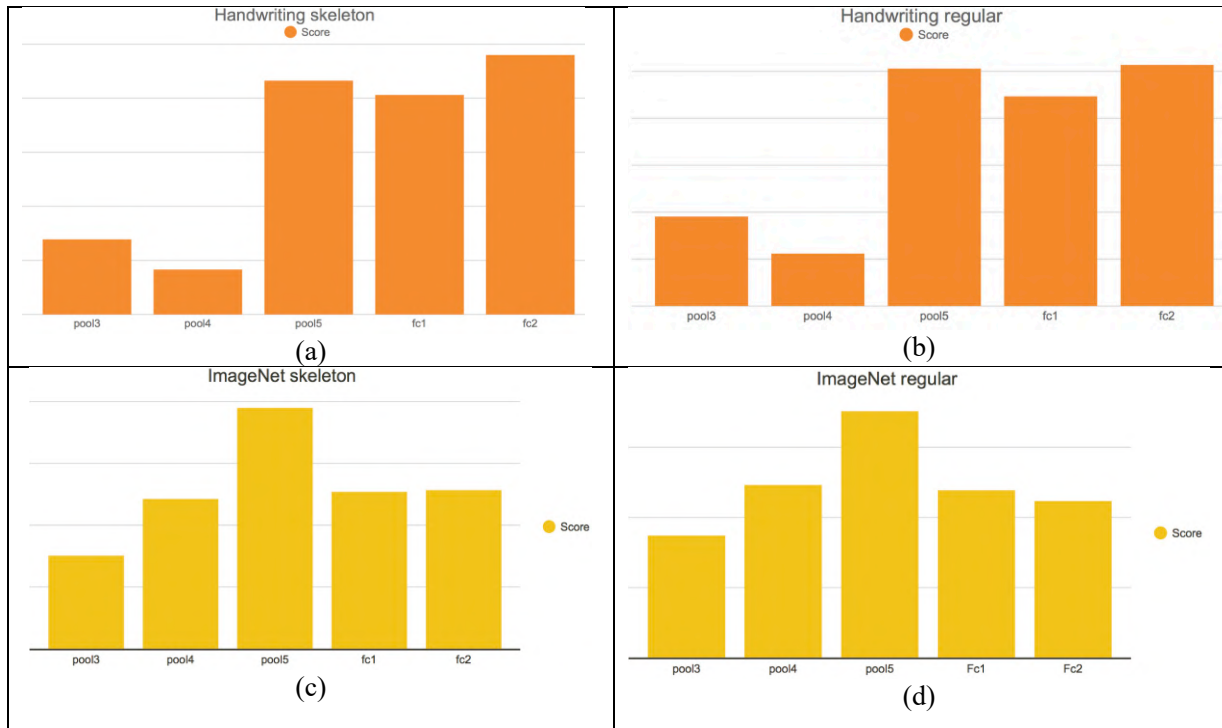 Handwriting skeleton
Score
pool3 pool4 pool5 fc1 fc2
(a)
Handwriting regular
Score
pool3 pool4 pool5 fc1 fc2
(b)
ImageNet skeleton
Score
pool3 pool4 pool5 fc1 fc2
(c)
ImageNet regular
Score
pool3 pool4 pool5 Fc1 Fc2
(d)